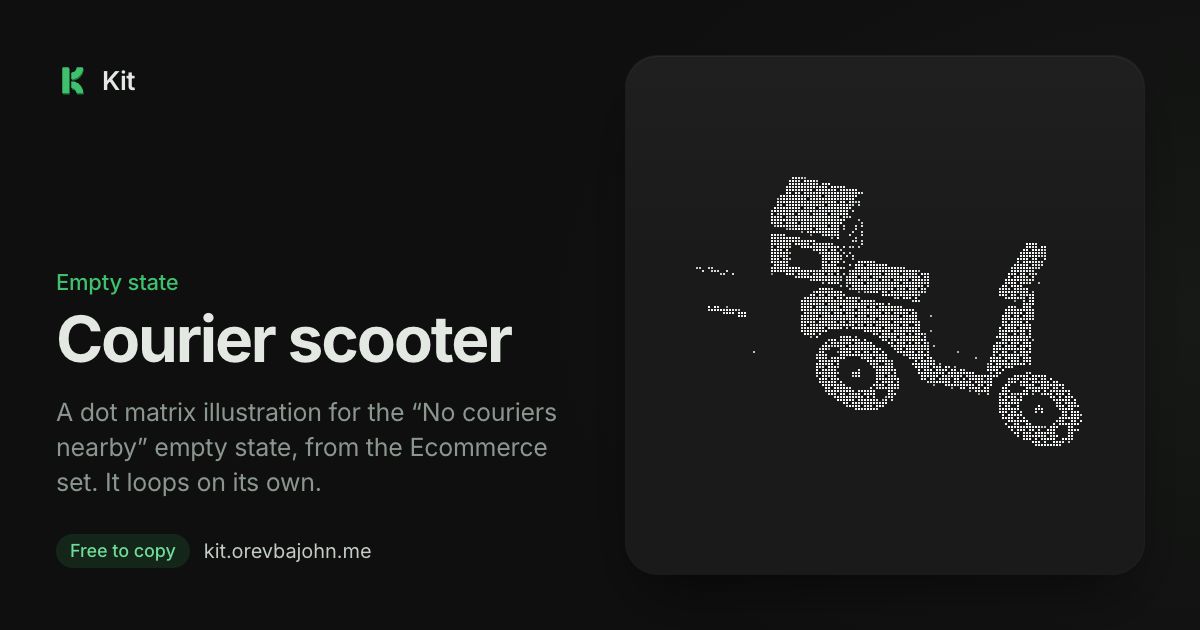 Kit
Empty state
Courier scooter
A dot matrix illustration for the “No couriers
nearby” empty state, from the Ecommerce
set. It loops on its own.
Free to copy
kit.orevbajohn.me